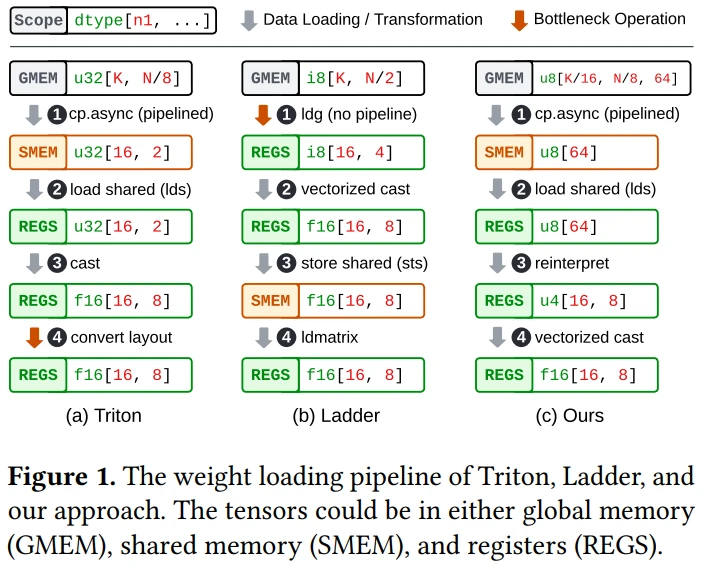 Scope dtype[n1, ...] Data Loading / Transformation Bottleneck Operation
GMEM u32[K, N/8]
1 cp.async (pipelined)
SMEM u32[16, 2]
2 load shared (lds)
REGS u32[16, 2]
3 cast
REGS f16[16, 8]
4 convert layout
REGS f16[16, 8]
(a) Triton
GMEM i8[K, N/2]
1 ldg (no pipeline)
REGS i8[16, 4]
2 vectorized cast
REGS f16[16, 8]
3 store shared (sts)
SMEM f16[16, 8]
4 ldmatrix
REGS f16[16, 8]
(b) Ladder
GMEM u8[K/16, N/8, 64]
1 cp.async (pipelined)
SMEM u8[64]
2 load shared (lds)
REGS u8[64]
3 reinterpret
REGS u4[16, 8]
4 vectorized cast
REGS f16[16, 8]
(c) Ours
Figure 1. The weight loading pipeline of Triton, Ladder, and
our approach. The tensors could be in either global memory
(GMEM), shared memory (SMEM), and registers (REGS).